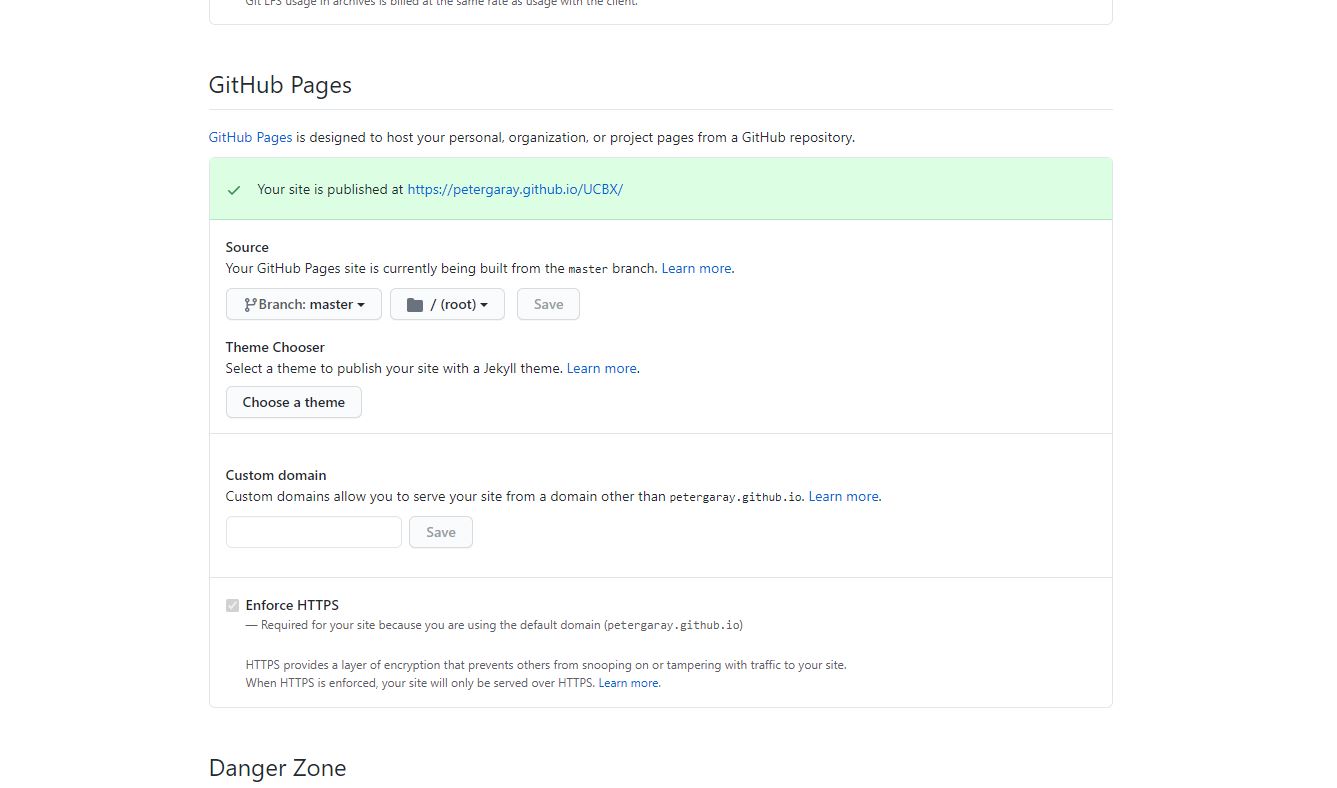 Git LFS usage in archives is billed at the same rate as usage with the client.
GitHub Pages
GitHub Pages is designed to host your personal, organization, or project pages from a GitHub repository.
Your site is published at https://petergaray.github.io/UCBX/
Source
Your GitHub Pages site is currently being built from the master branch. Learn more.
Branch: master / (root) Save
Theme Chooser
Select a theme to publish your site with a Jekyll theme. Learn more.
Choose a theme
Custom domain
Custom domains allow you to serve your site from a domain other than petergaray.github.io. Learn more.
Save
Enforce HTTPS
— Required for your site because you are using the default domain (petergaray.github.io)
HTTPS provides a layer of encryption that prevents others from snooping on or tampering with traffic to your site.
When HTTPS is enforced, your site will only be served over HTTPS. Learn more.
Danger Zone